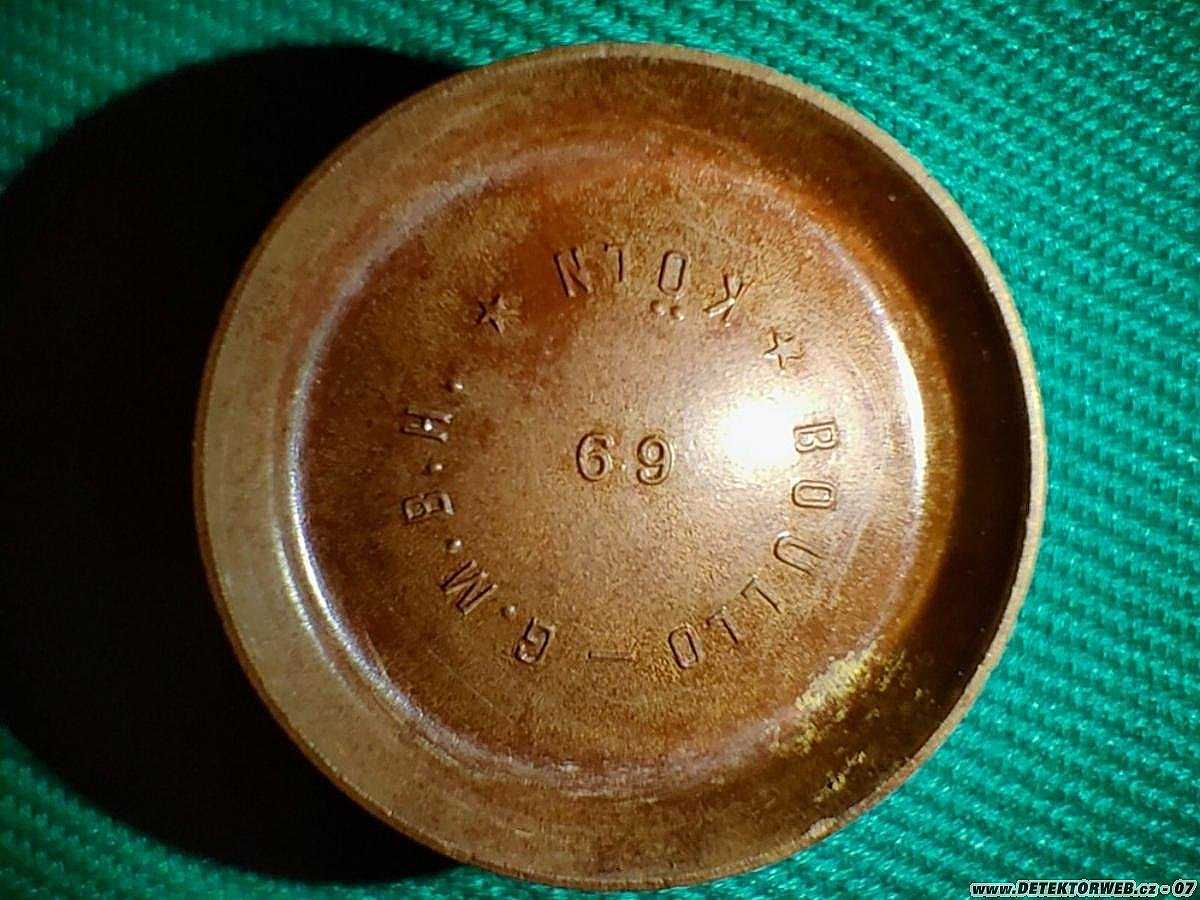 ★ KÖLN ★
BOULLO - G.M.B.H.
69
www.DETEKTORWEB.cz - 07